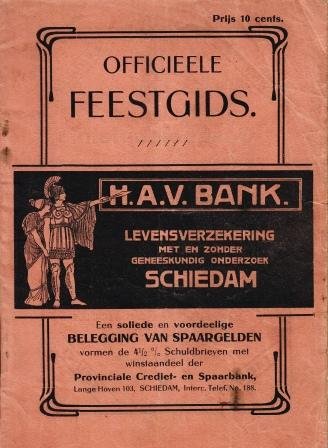 Prijs 10 cents.
OFFICIEELE
FEESTGIDS.
H.A.V. BANK.
LEVENSVERZEKERING
MET EN ZONDER
GENEESKUNDIG ONDERZOEK
SCHIEDAM
Een sollede en voordeelige
BELEGGING VAN SPAARGELDEN
vormen de 4½ % Schuldbrieven met
winstaandeel der
Provinciale Crediet- en Spaarbank,
Lange Haven 103, SCHIEDAM, Interc. Telef. No. 188.